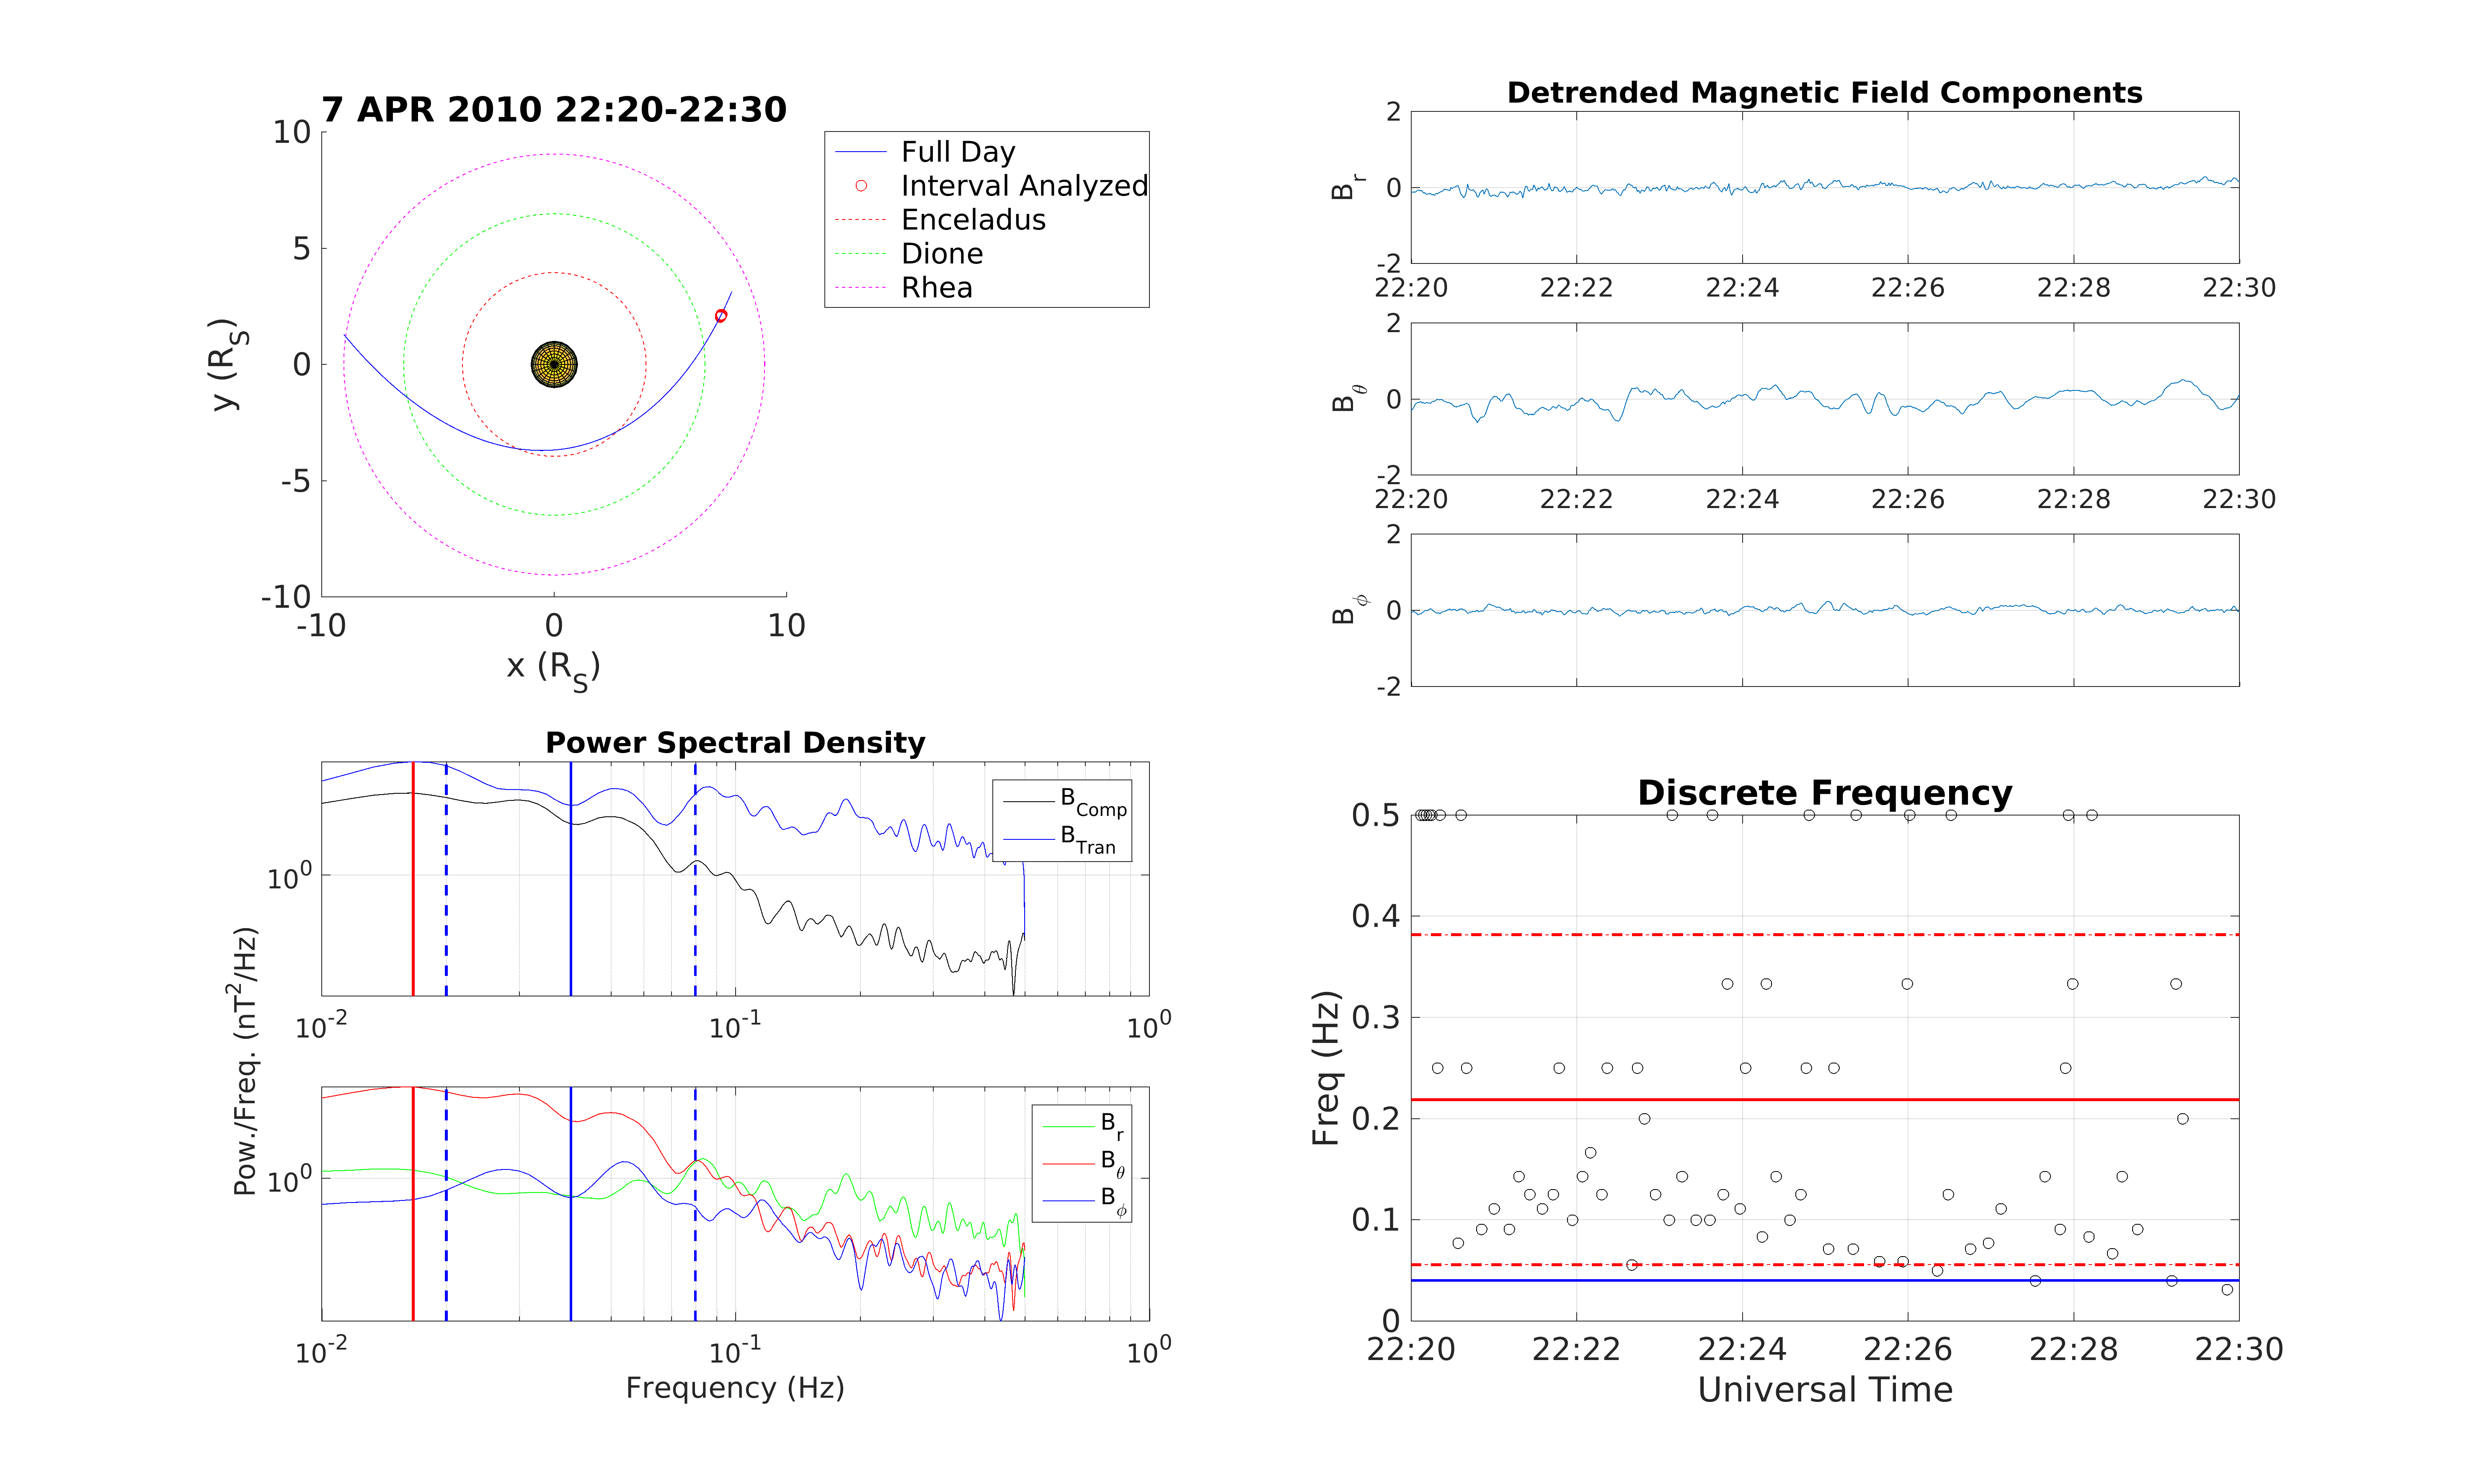 7 APR 2010 22:20-22:30
10
5
0
-5
-10
-10 0 10
y (R_S)
x (R_S)
Full Day
Interval Analyzed
Enceladus
Dione
Rhea
Detrended Magnetic Field Components
2
0
-2
B_r
22:20 22:22 22:24 22:26 22:28 22:30
2
0
-2
B_θ
22:20 22:22 22:24 22:26 22:28 22:30
2
0
-2
B_ϕ
Power Spectral Density
10^0
B_Comp
B_Tran
10^-2 10^-1 10^0
Pow./Freq. (nT^2/Hz)
10^0
B_r
B_θ
B_ϕ
10^-2 10^-1 10^0
Frequency (Hz)
Discrete Frequency
0.5
0.4
0.3
0.2
0.1
0
Freq (Hz)
22:20 22:22 22:24 22:26 22:28 22:30
Universal Time